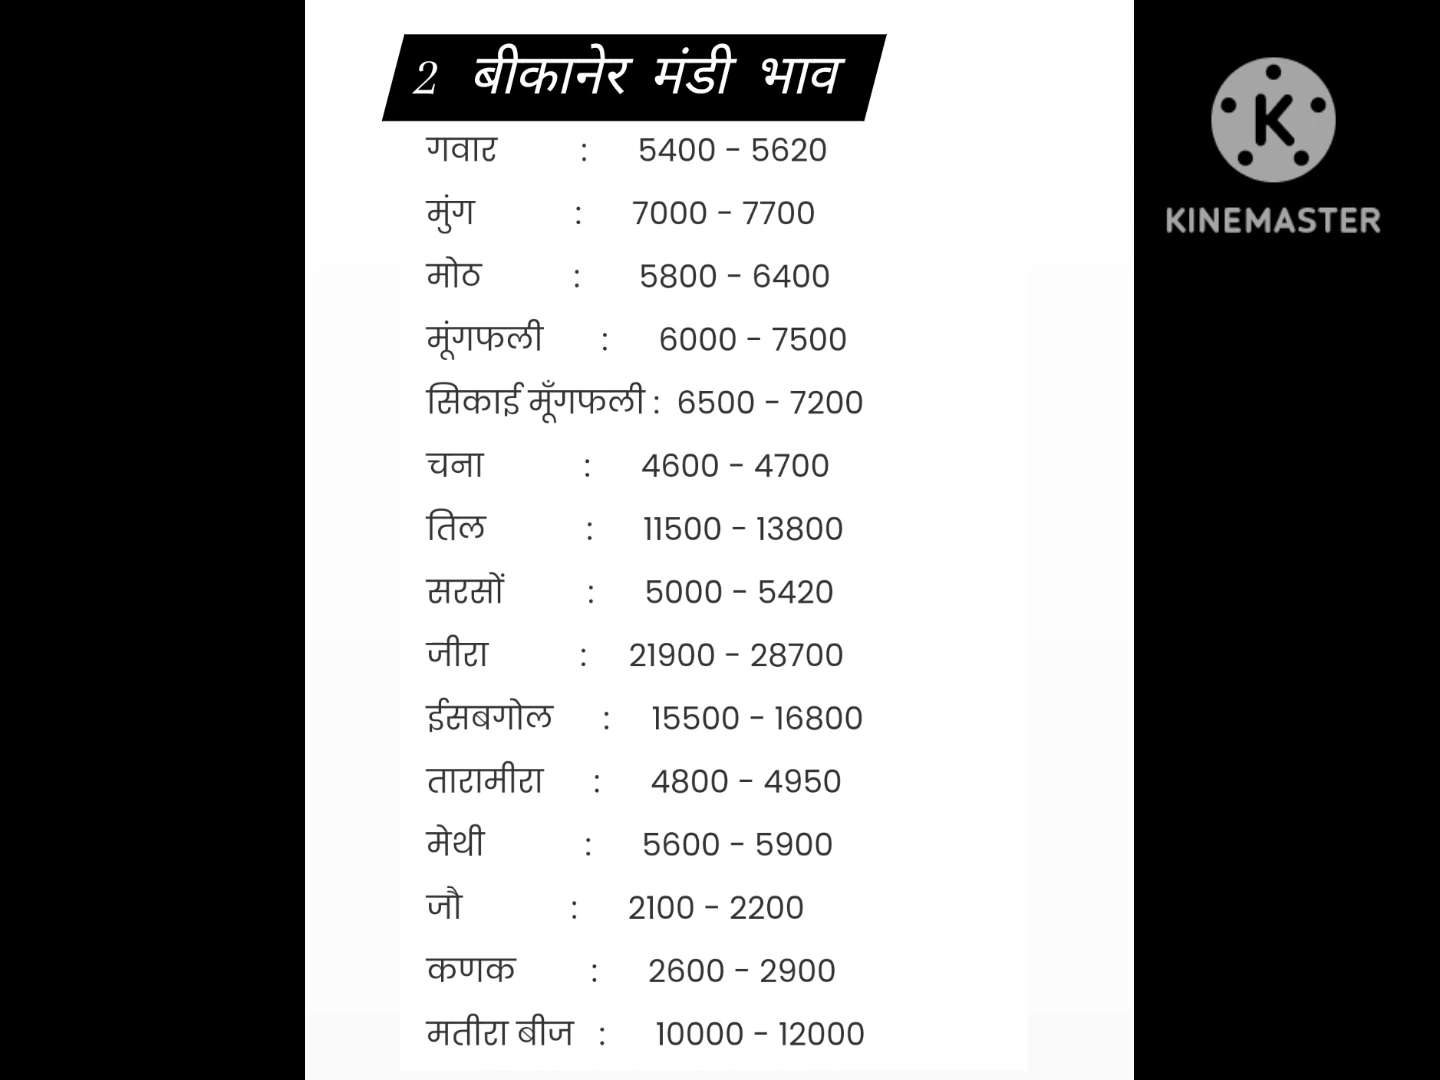 2 बीकानेर मंडी भाव
गवार : 5400 - 5620
मुंग : 7000 - 7700
मोठ : 5800 - 6400
मूंगफली : 6000 - 7500
सिकाई मूँगफली : 6500 - 7200
चना : 4600 - 4700
तिल : 11500 - 13800
सरसों : 5000 - 5420
जीरा : 21900 - 28700
ईसबगोल : 15500 - 16800
तारामीरा : 4800 - 4950
मेथी : 5600 - 5900
जौ : 2100 - 2200
कणक : 2600 - 2900
मतीरा बीज : 10000 - 12000
K
KINEMASTER